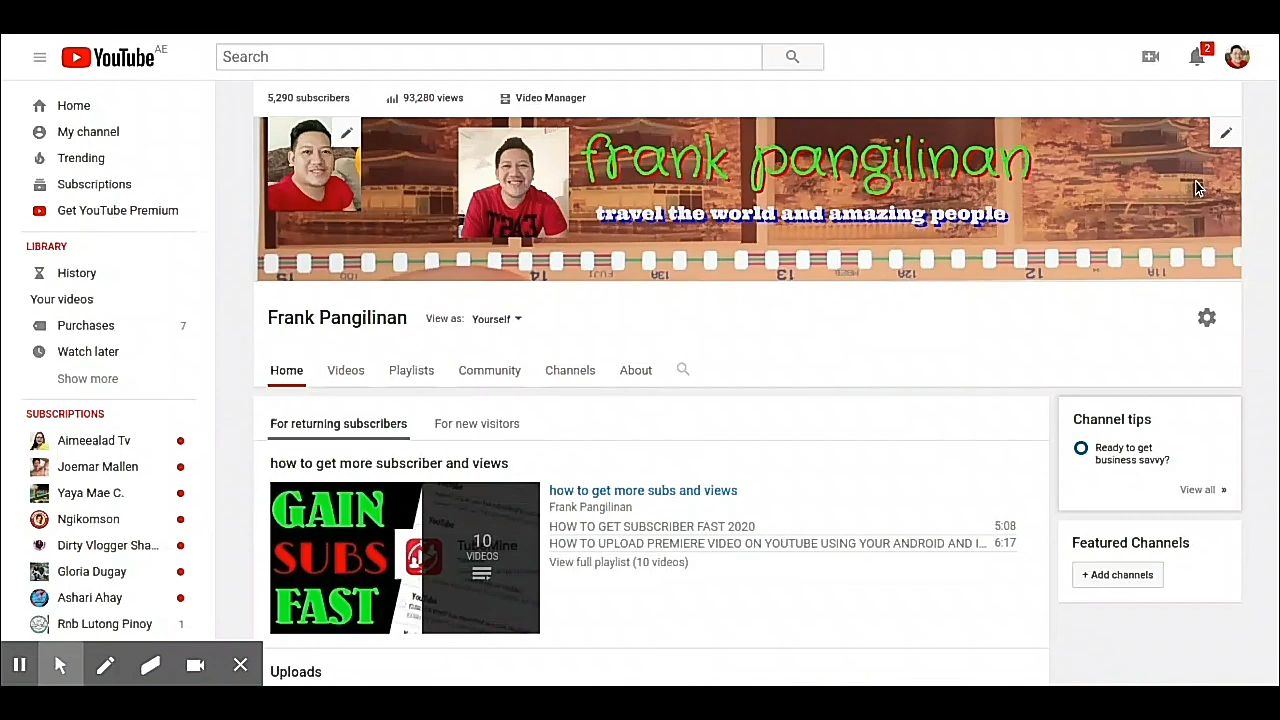 YouTube AE
Search
2
Home
My channel
Trending
Subscriptions
Get YouTube Premium
LIBRARY
History
Your videos
Purchases 7
Watch later
Show more
SUBSCRIPTIONS
Aimeealad Tv
Joemar Mallen
Yaya Mae C.
Ngikomson
Dirty Vlogger Sha...
Gloria Dugay
Ashari Ahay
Rnb Lutong Pinoy 1
5,290 subscribers 93,280 views Video Manager
frank pangilinan
travel the world and amazing people
14 13A 13 12A 12 11A
Frank Pangilinan View as: Yourself
Home Videos Playlists Community Channels About
For returning subscribers For new visitors
how to get more subscriber and views
GAIN
SUBS
FAST
10
VIDEOS
how to get more subs and views
Frank Pangilinan
HOW TO GET SUBSCRIBER FAST 2020 5:08
HOW TO UPLOAD PREMIERE VIDEO ON YOUTUBE USING YOUR ANDROID AND I... 6:17
View full playlist (10 videos)
Uploads
Channel tips
Ready to get
business savvy?
View all »
Featured Channels
+ Add channels